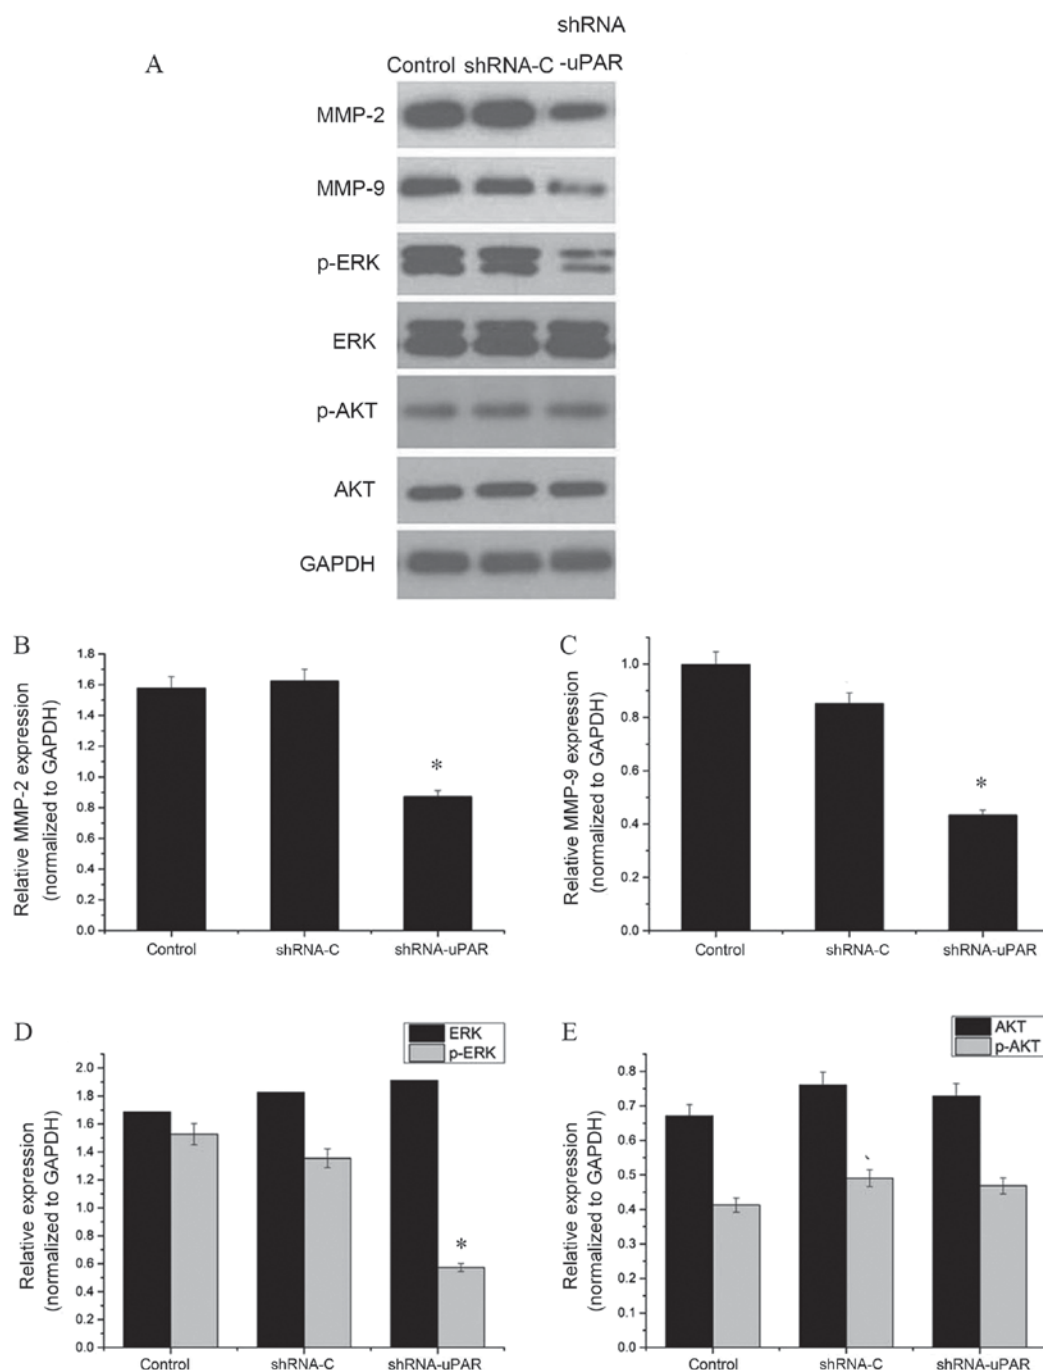 A
shRNA
Control shRNA-C -uPAR
MMP-2
MMP-9
p-ERK
ERK
p-AKT
AKT
GAPDH
B
Relative MMP-2 expression
(normalized to GAPDH)
1.8
1.6
1.4
1.2
1.0
0.8
0.6
0.4
0.2
0.0
*
Control shRNA-C shRNA-uPAR
C
Relative MMP-9 expression
(normalized to GAPDH)
1.0
0.8
0.6
0.4
0.2
0.0
*
Control shRNA-C shRNA-uPAR
D
ERK
p-ERK
Relative expression
(normalized to GAPDH)
2.0
1.8
1.6
1.4
1.2
1.0
0.8
0.6
0.4
0.2
0.0
*
Control shRNA-C shRNA-uPAR
E
AKT
p-AKT
Relative expression
(normalized to GAPDH)
0.8
0.7
0.6
0.5
0.4
0.3
0.2
0.1
0.0
Control shRNA-C shRNA-uPAR